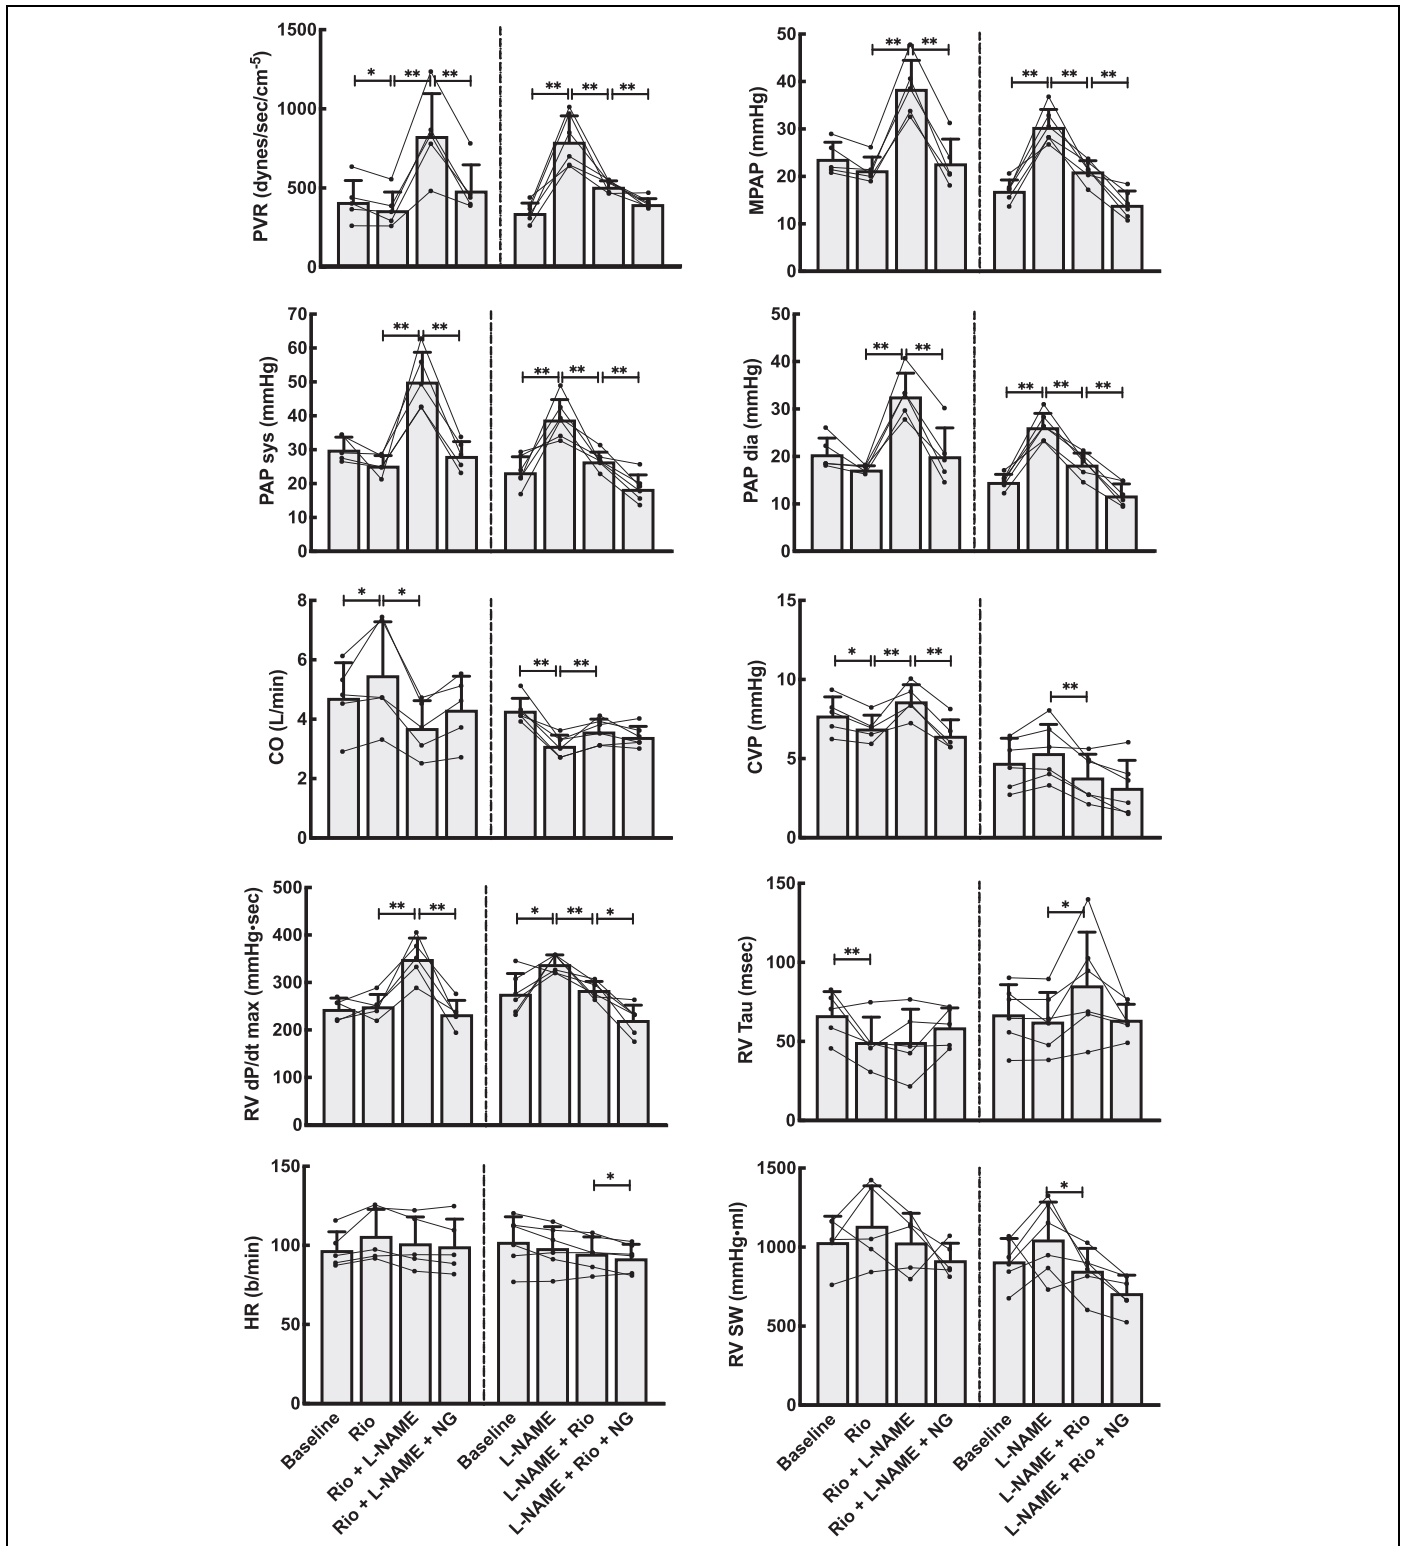 PVR (dynes/sec/cm-5)
1500
1000
500
0
* ** **
** ** **
MPAP (mmHg)
50
40
30
20
10
0
** **
** ** **
PAP sys (mmHg)
70
60
50
40
30
20
10
0
** **
** ** **
PAP dia (mmHg)
50
40
30
20
10
0
** **
** ** **
CO (L/min)
8
6
4
2
0
* *
** **
CVP (mmHg)
15
10
5
0
* ** **
**
RV dP/dt max (mmHg•sec)
500
400
300
200
100
0
** **
* ** *
RV Tau (msec)
150
100
50
0
**
*
HR (b/min)
150
100
50
0
*
Baseline
Rio
Rio + L-NAME
Rio + L-NAME + NG
Baseline
L-NAME
L-NAME + Rio
L-NAME + Rio + NG
RV SW (mmHg•ml)
1500
1000
500
0
*
Baseline
Rio
Rio + L-NAME
Rio + L-NAME + NG
Baseline
L-NAME
L-NAME + Rio
L-NAME + Rio + NG